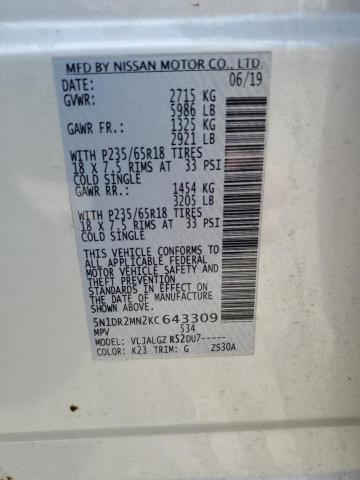 MFD BY NISSAN MOTOR CO., LTD.
DATE: 06/19
GVWR: 2715 KG
5986 LB
GAWR FR.: 1325 KG
2921 LB
WITH P235/65R18 TIRES
18 X 7.5 RIMS AT 33 PSI
COLD SINGLE
GAWR RR.: 1454 KG
3205 LB
WITH P235/65R18 TIRES
18 X 7.5 RIMS AT 33 PSI
COLD SINGLE
THIS VEHICLE CONFORMS TO
ALL APPLICABLE FEDERAL
MOTOR VEHICLE SAFETY AND
THEFT PREVENTION
STANDARDS IN EFFECT ON
THE DATE OF MANUFACTURE
SHOWN ABOVE.
5N1DR2MN2KC643309
MPV 534
MODEL: VLJALGZ R52DU7-----
COLOR: K23 TRIM: G ZS30A